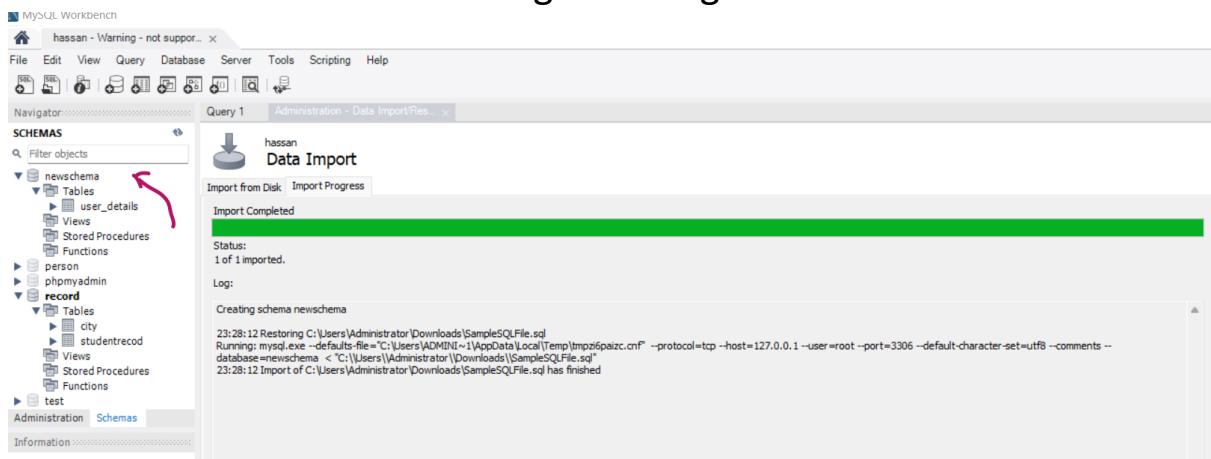 MySQL Workbench
hassan - Warning - not suppor... ×
File Edit View Query Database Server Tools Scripting Help
Navigator
Query 1 Administration - Data Import/Res... ×
SCHEMAS
Filter objects
newschema
Tables
user_details
Views
Stored Procedures
Functions
person
phpmyadmin
record
Tables
city
studentrecod
Views
Stored Procedures
Functions
test
Administration Schemas
Information
hassan
Data Import
Import from Disk Import Progress
Import Completed
Status:
1 of 1 imported.
Log:
Creating schema newschema
23:28:12 Restoring C:\Users\Administrator\Downloads\SampleSQLFile.sql
Running: mysql.exe --defaults-file="C:\Users\ADMINI~1\AppData\Local\Temp\tmpzi6paizc.cnf" --protocol=tcp --host=127.0.0.1 --user=root --port=3306 --default-character-set=utf8 --comments --
database=newschema < "C:\\Users\\Administrator\\Downloads\\SampleSQLFile.sql"
23:28:12 Import of C:\Users\Administrator\Downloads\SampleSQLFile.sql has finished